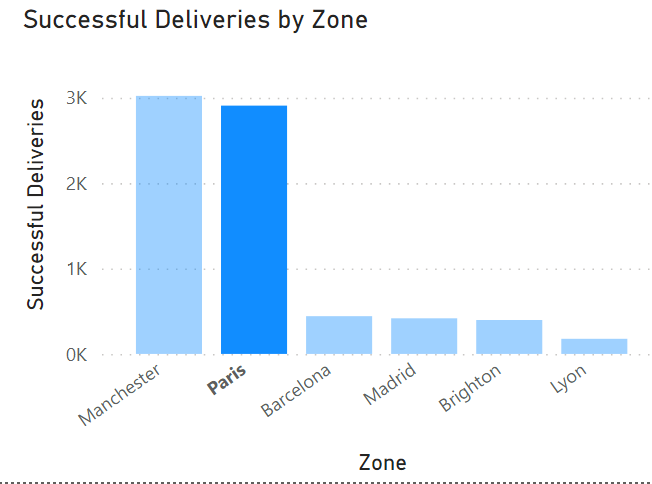 Successful Deliveries by Zone
Successful Deliveries
3K
2K
1K
0K
Manchester
Paris
Barcelona
Madrid
Brighton
Lyon
Zone